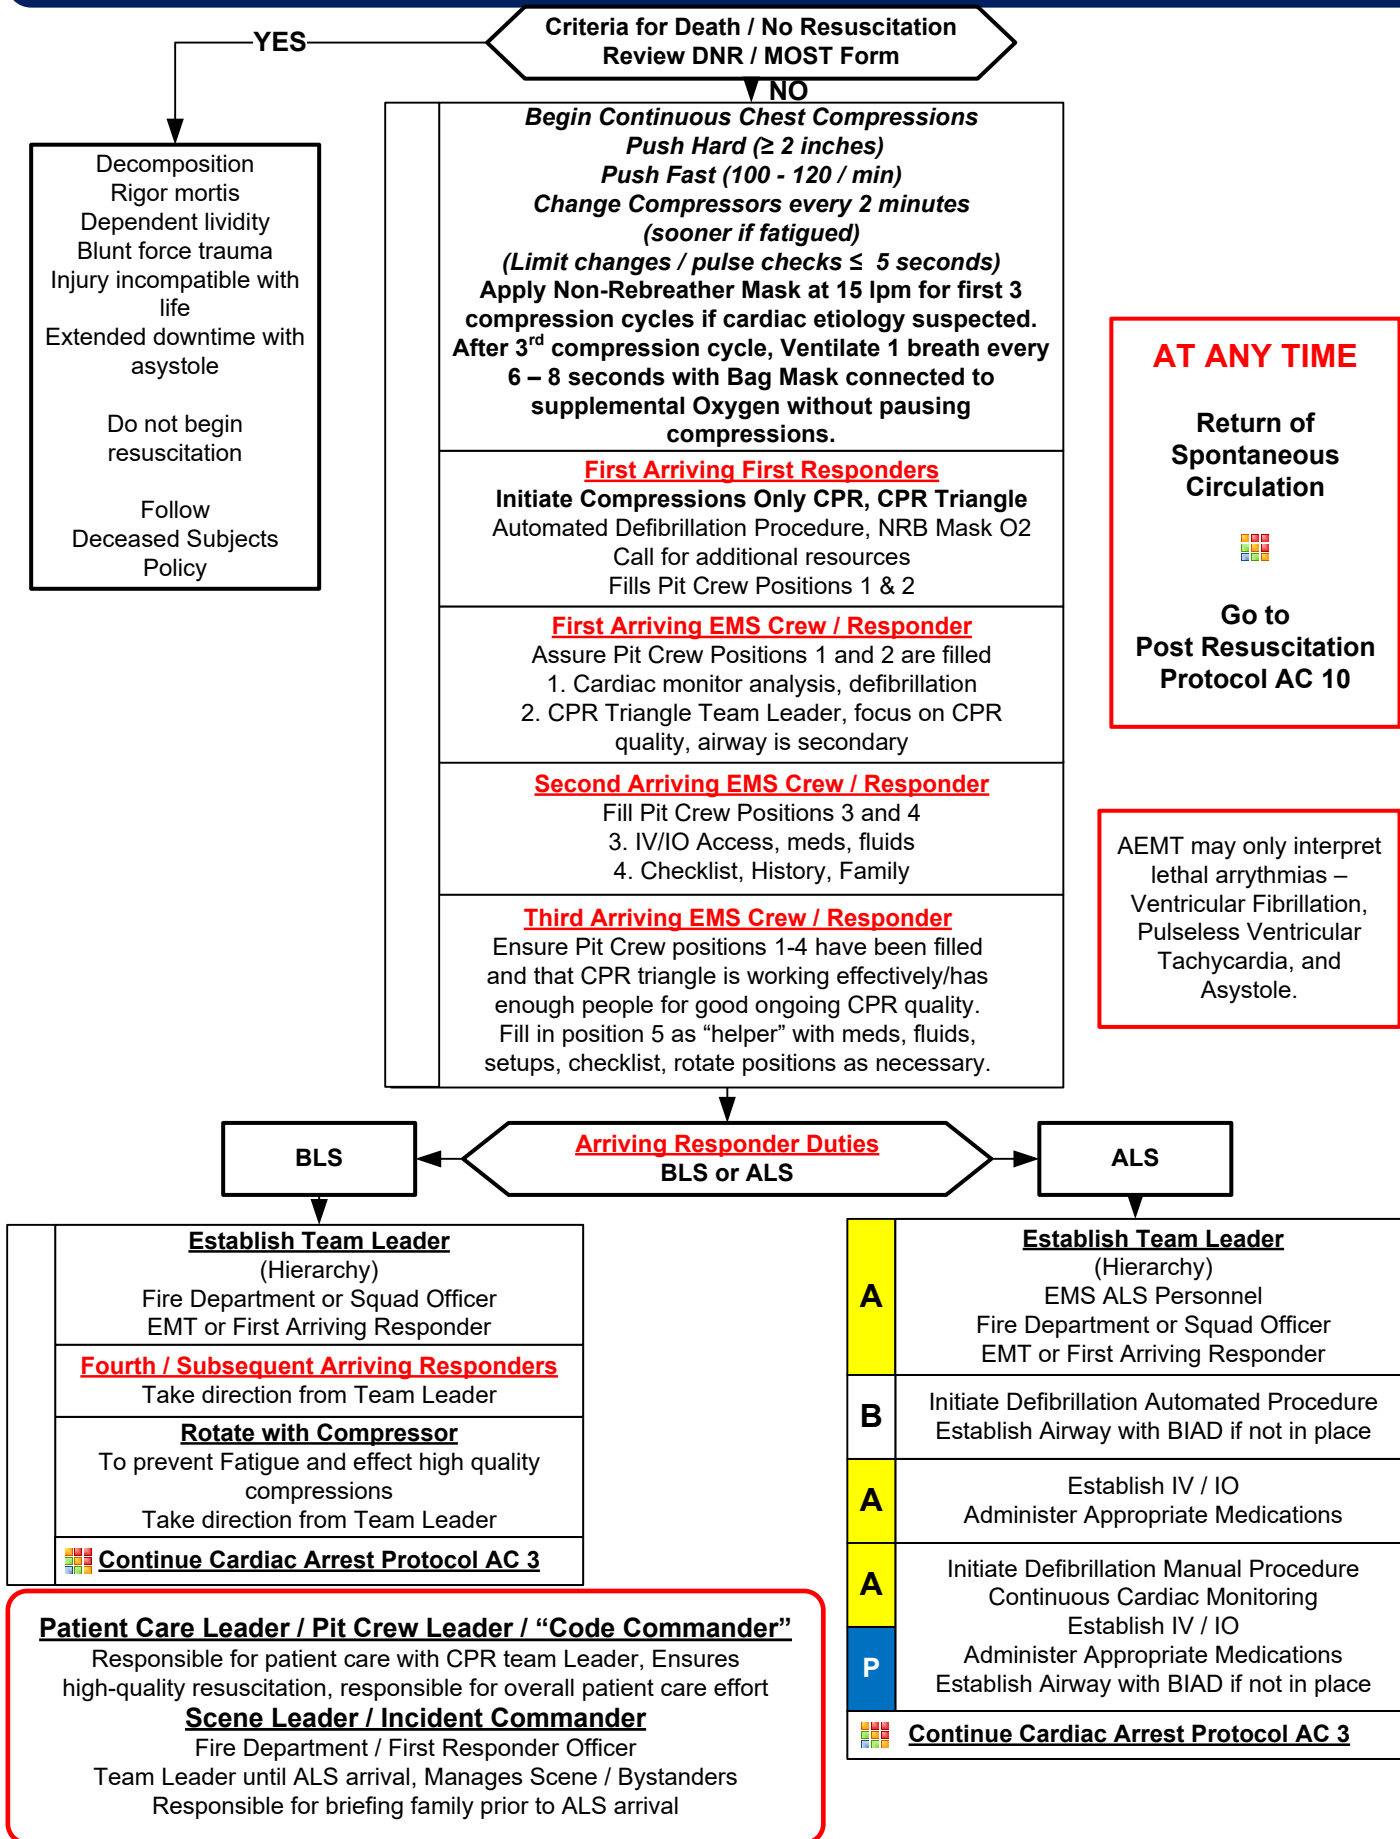 Criteria for Death / No Resuscitation
Review DNR / MOST Form
YES
NO
Decomposition
Rigor mortis
Dependent lividity
Blunt force trauma
Injury incompatible with
life
Extended downtime with
asystole
Do not begin
resuscitation
Follow
Deceased Subjects
Policy
Begin Continuous Chest Compressions
Push Hard (≥ 2 inches)
Push Fast (100 - 120 / min)
Change Compressors every 2 minutes
(sooner if fatigued)
(Limit changes / pulse checks ≤ 5 seconds)
Apply Non-Rebreather Mask at 15 lpm for first 3
compression cycles if cardiac etiology suspected.
After 3rd compression cycle, Ventilate 1 breath every
6 – 8 seconds with Bag Mask connected to
supplemental Oxygen without pausing
compressions.
First Arriving First Responders
Initiate Compressions Only CPR, CPR Triangle
Automated Defibrillation Procedure, NRB Mask O2
Call for additional resources
Fills Pit Crew Positions 1 & 2
First Arriving EMS Crew / Responder
Assure Pit Crew Positions 1 and 2 are filled
1. Cardiac monitor analysis, defibrillation
2. CPR Triangle Team Leader, focus on CPR
quality, airway is secondary
Second Arriving EMS Crew / Responder
Fill Pit Crew Positions 3 and 4
3. IV/IO Access, meds, fluids
4. Checklist, History, Family
Third Arriving EMS Crew / Responder
Ensure Pit Crew positions 1-4 have been filled
and that CPR triangle is working effectively/has
enough people for good ongoing CPR quality.
Fill in position 5 as “helper” with meds, fluids,
setups, checklist, rotate positions as necessary.
AT ANY TIME
Return of
Spontaneous
Circulation
Go to
Post Resuscitation
Protocol AC 10
AEMT may only interpret
lethal arrythmias –
Ventricular Fibrillation,
Pulseless Ventricular
Tachycardia, and
Asystole.
Arriving Responder Duties
BLS or ALS
BLS
ALS
Establish Team Leader
(Hierarchy)
Fire Department or Squad Officer
EMT or First Arriving Responder
Fourth / Subsequent Arriving Responders
Take direction from Team Leader
Rotate with Compressor
To prevent Fatigue and effect high quality
compressions
Take direction from Team Leader
Continue Cardiac Arrest Protocol AC 3
A
Establish Team Leader
(Hierarchy)
EMS ALS Personnel
Fire Department or Squad Officer
EMT or First Arriving Responder
B
Initiate Defibrillation Automated Procedure
Establish Airway with BIAD if not in place
A
Establish IV / IO
Administer Appropriate Medications
A
P
Initiate Defibrillation Manual Procedure
Continuous Cardiac Monitoring
Establish IV / IO
Administer Appropriate Medications
Establish Airway with BIAD if not in place
Continue Cardiac Arrest Protocol AC 3
Patient Care Leader / Pit Crew Leader / “Code Commander”
Responsible for patient care with CPR team Leader, Ensures
high-quality resuscitation, responsible for overall patient care effort
Scene Leader / Incident Commander
Fire Department / First Responder Officer
Team Leader until ALS arrival, Manages Scene / Bystanders
Responsible for briefing family prior to ALS arrival